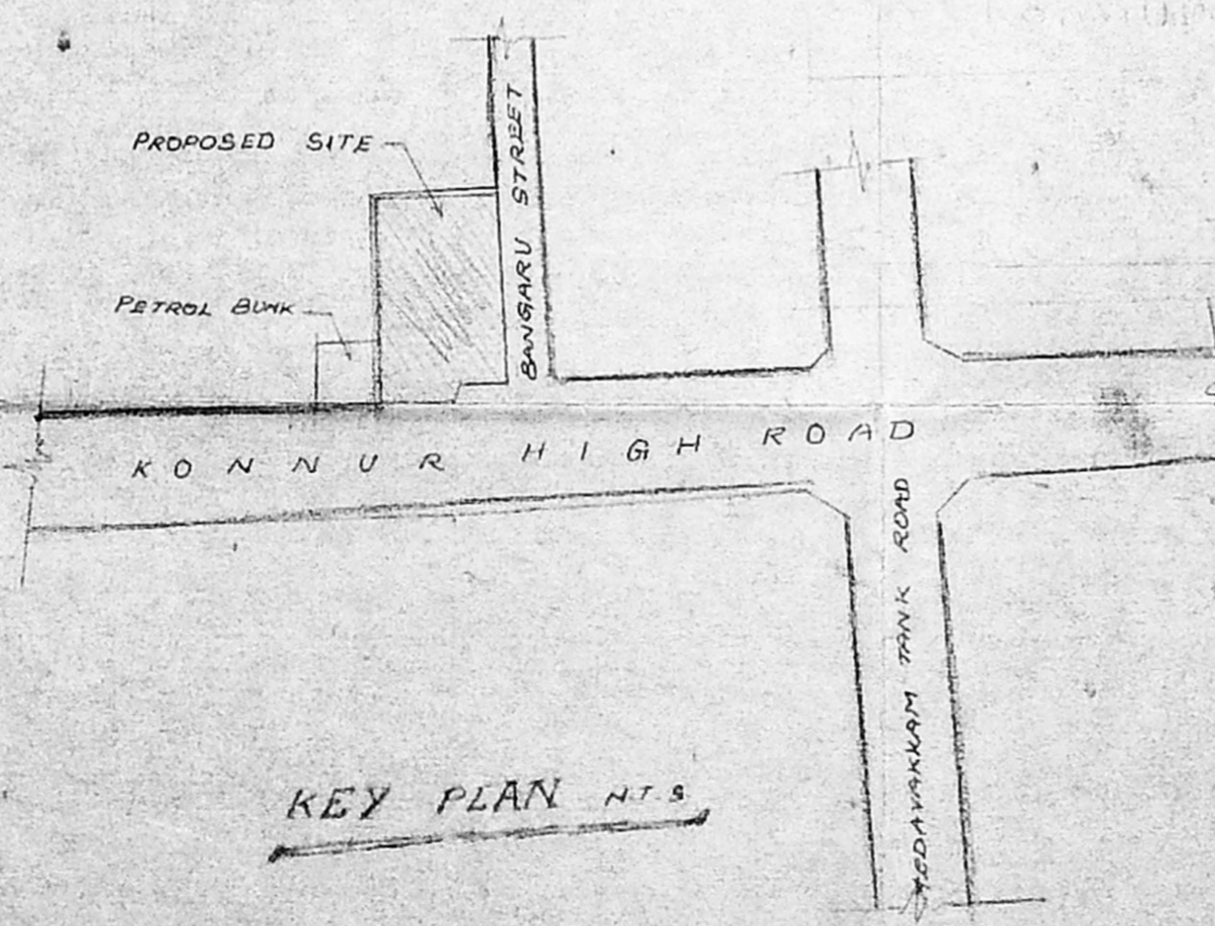 PROPOSED SITE
BANGARU STREET
PETROL BUNK
KONNUR HIGH ROAD
TANK ROAD
KEY PLAN N.T.S